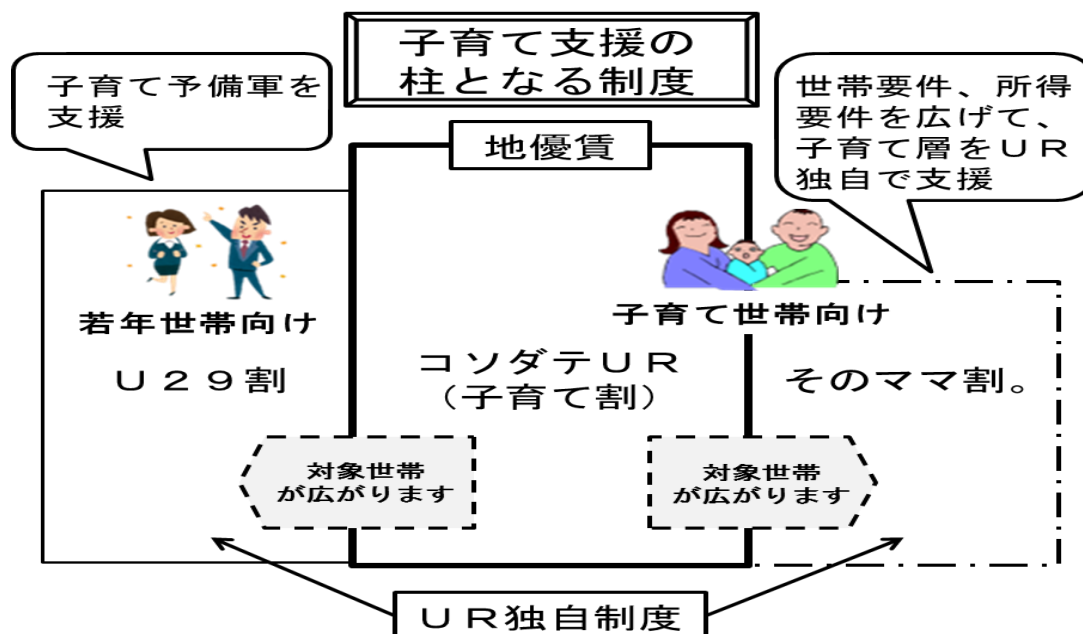 子育て支援の
柱となる制度
子育て予備軍を
支援
世帯要件、所得
要件を広げて、
子育て層をＵＲ
独自で支援
地優賃
若年世帯向け
Ｕ２９割
子育て世帯向け
コソダテＵＲ
（子育て割）
そのママ割。
対象世帯
が広がります
対象世帯
が広がります
ＵＲ独自制度